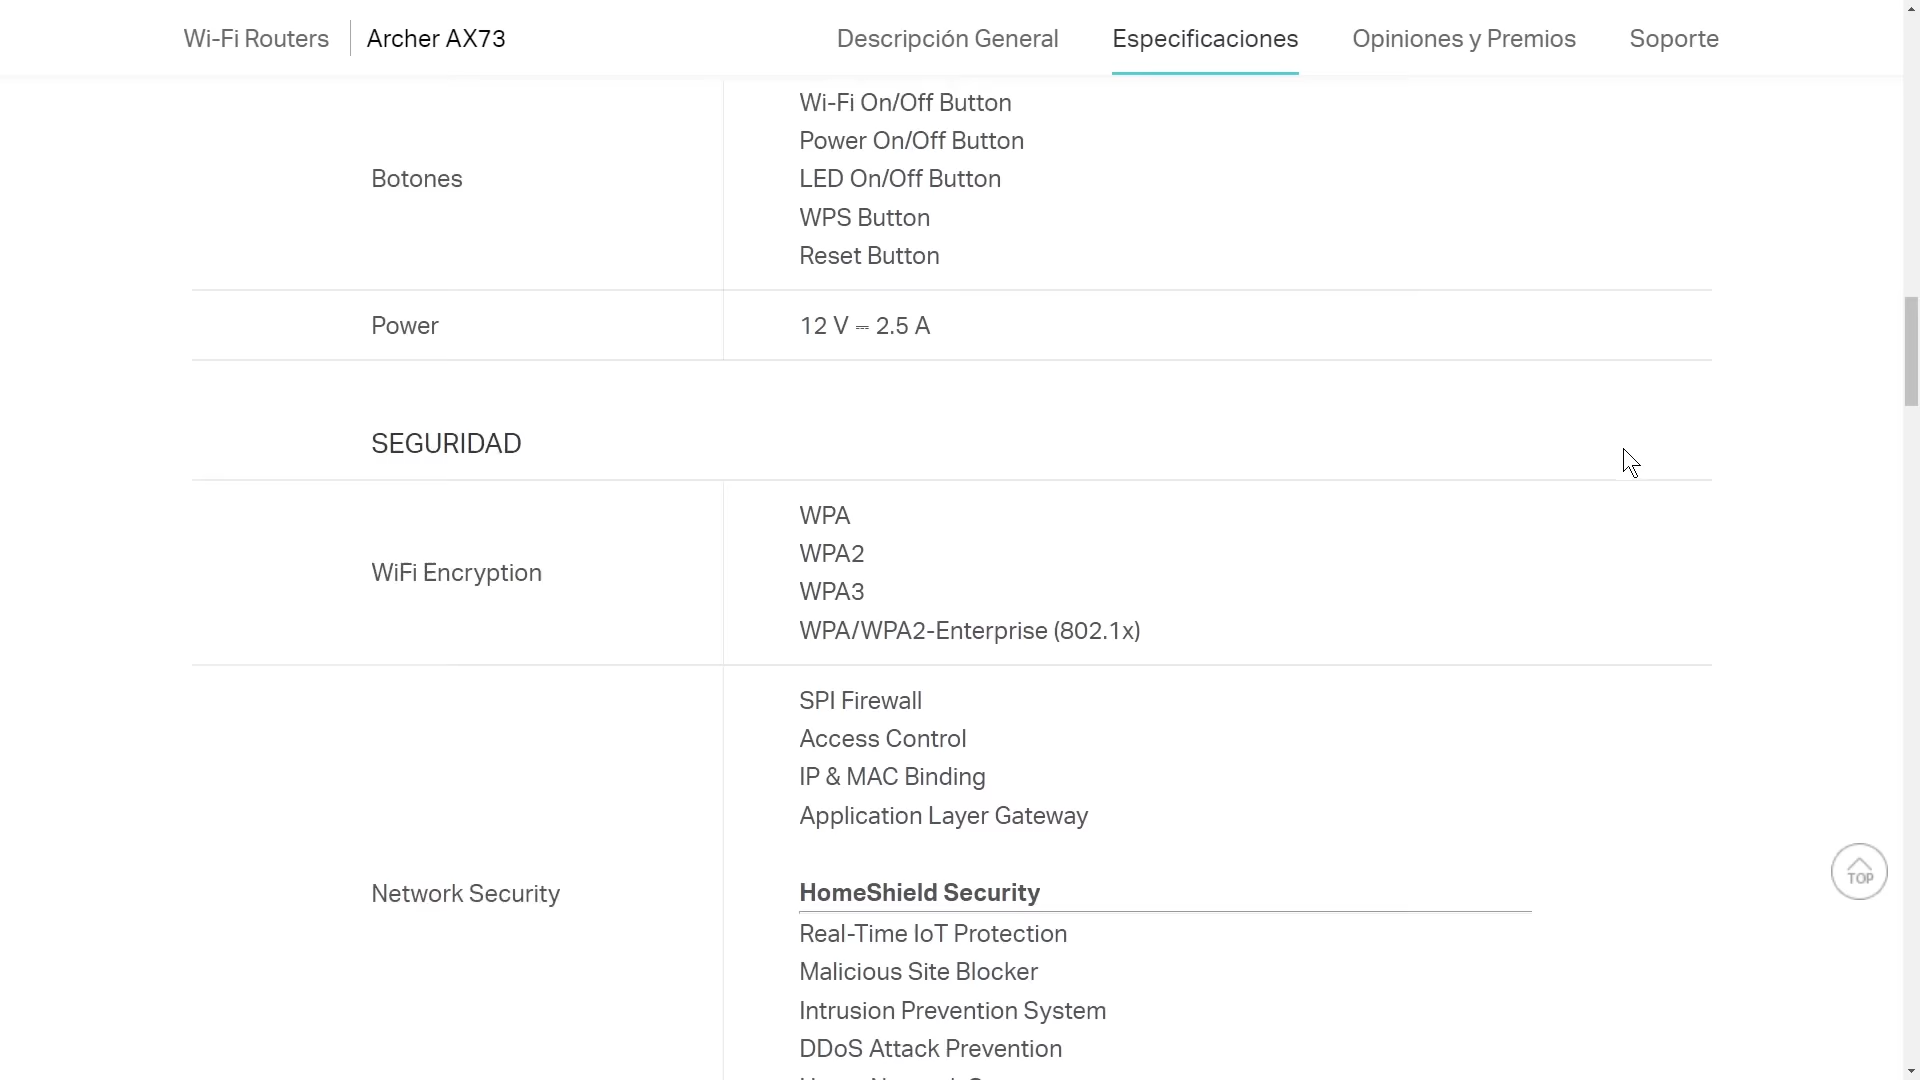 Wi-Fi Routers
Archer AX73
Descripción General
Especificaciones
Opiniones y Premios
Soporte
Botones
Wi-Fi On/Off Button
Power On/Off Button
LED On/Off Button
WPS Button
Reset Button
Power
12 V ⎓ 2.5 A
SEGURIDAD
WiFi Encryption
WPA
WPA2
WPA3
WPA/WPA2-Enterprise (802.1x)
Network Security
SPI Firewall
Access Control
IP & MAC Binding
Application Layer Gateway
HomeShield Security
Real-Time IoT Protection
Malicious Site Blocker
Intrusion Prevention System
DDoS Attack Prevention
TOP